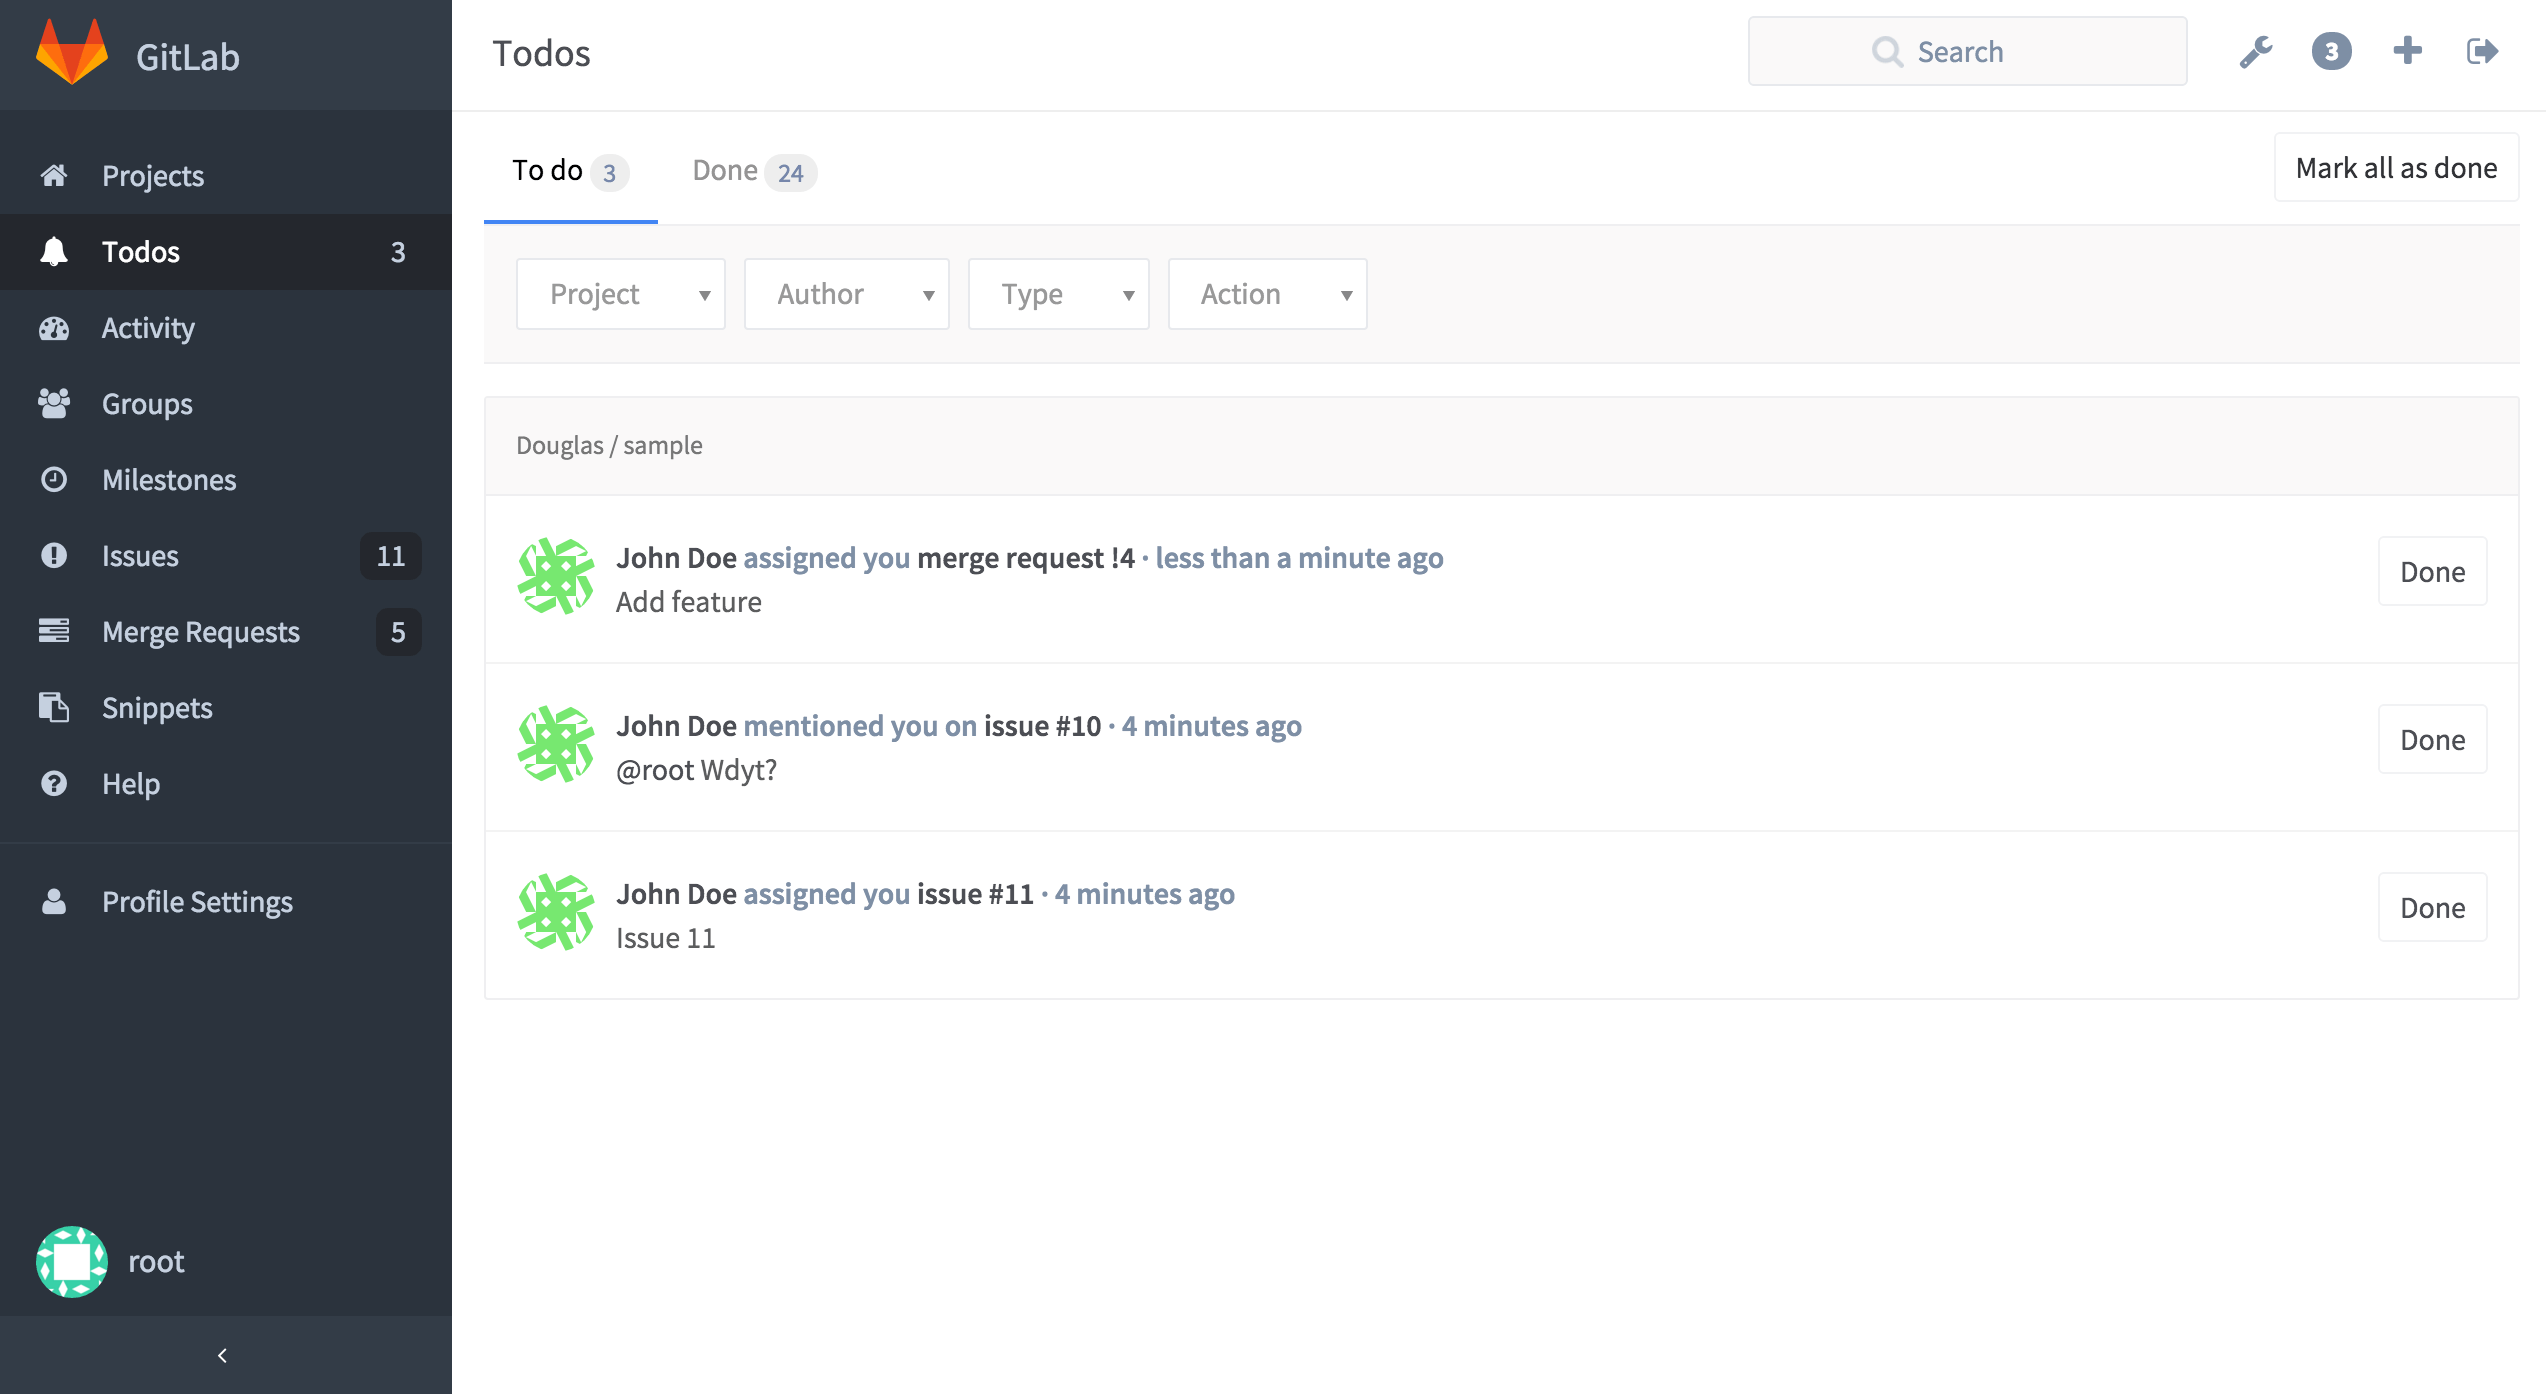 GitLab
Projects
Todos 3
Activity
Groups
Milestones
Issues 11
Merge Requests 5
Snippets
Help
Profile Settings
root
Todos
Search
3
To do 3
Done 24
Mark all as done
Project
Author
Type
Action
Douglas / sample
John Doe assigned you merge request !4 · less than a minute ago
Add feature
Done
John Doe mentioned you on issue #10 · 4 minutes ago
@root Wdyt?
Done
John Doe assigned you issue #11 · 4 minutes ago
Issue 11
Done